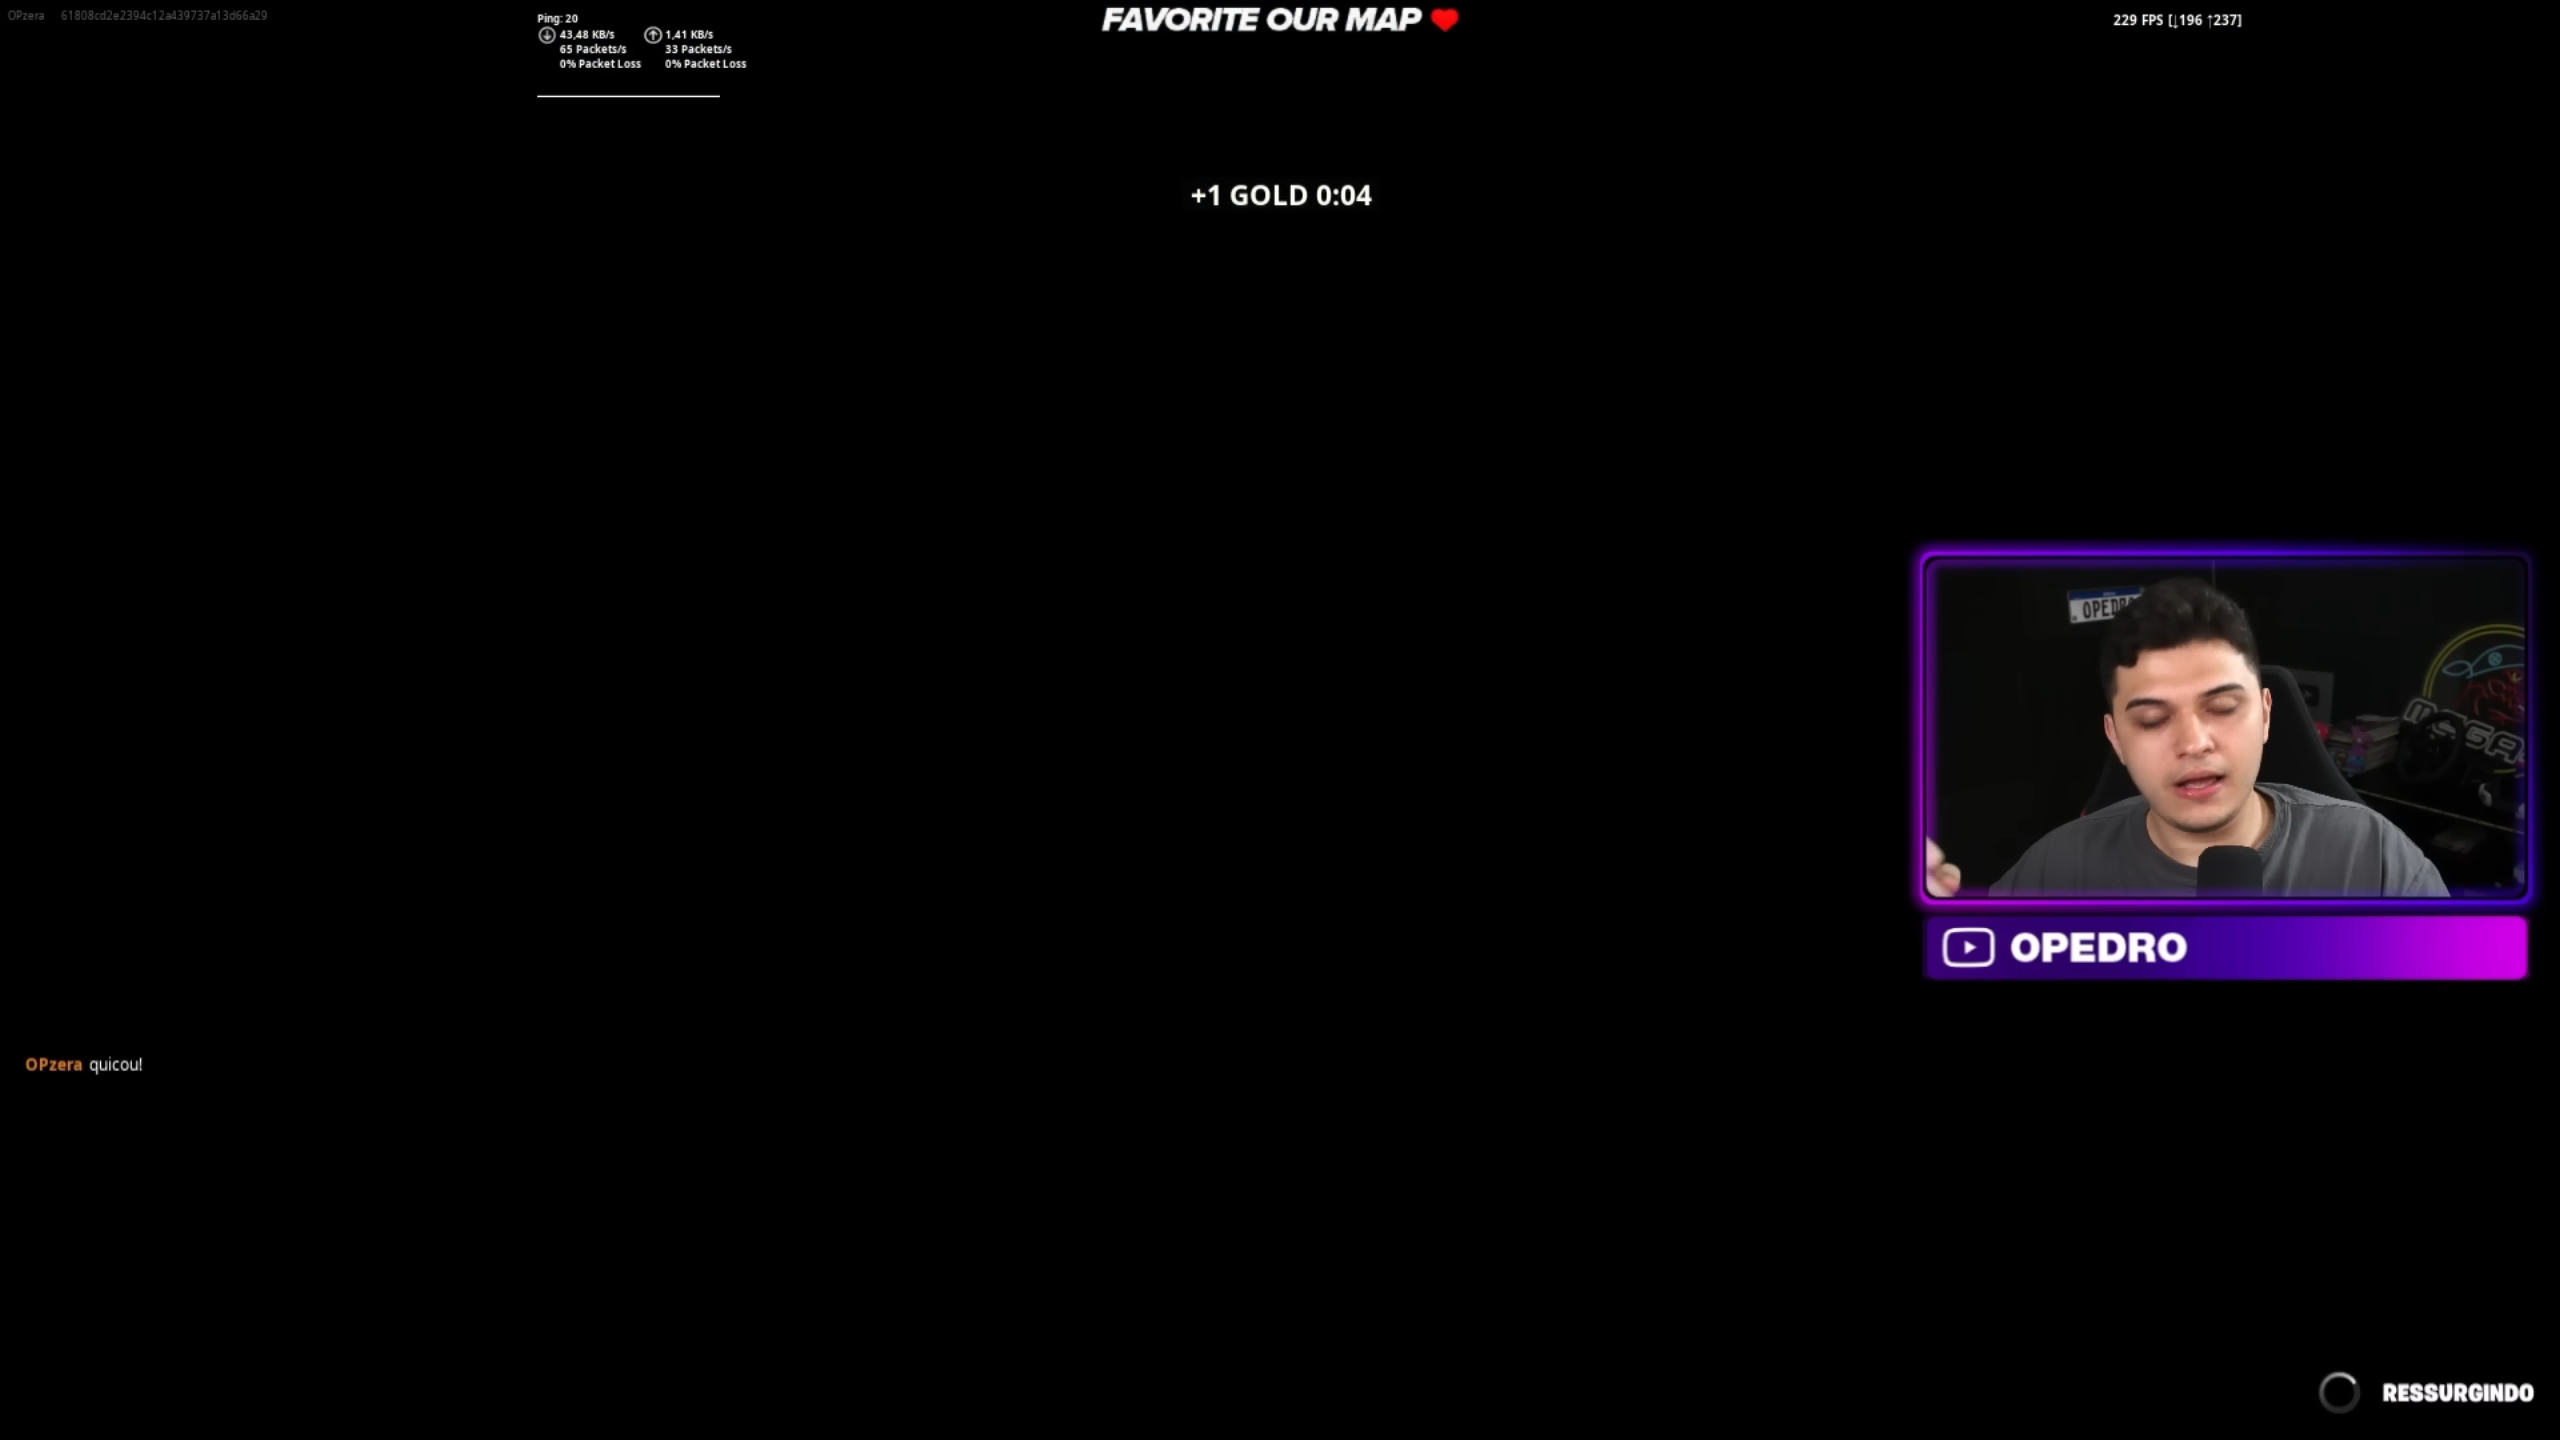 OPzera 61808cd2e2394c12a439737a13d66a29
Ping: 20
43,48 KB/s 1,41 KB/s
65 Packets/s 33 Packets/s
0% Packet Loss 0% Packet Loss
FAVORITE OUR MAP ❤️
229 FPS [↓196 ↑237]
+1 GOLD 0:04
OPEDRO
OPEDRO
OPzera quicou!
RESSURGINDO